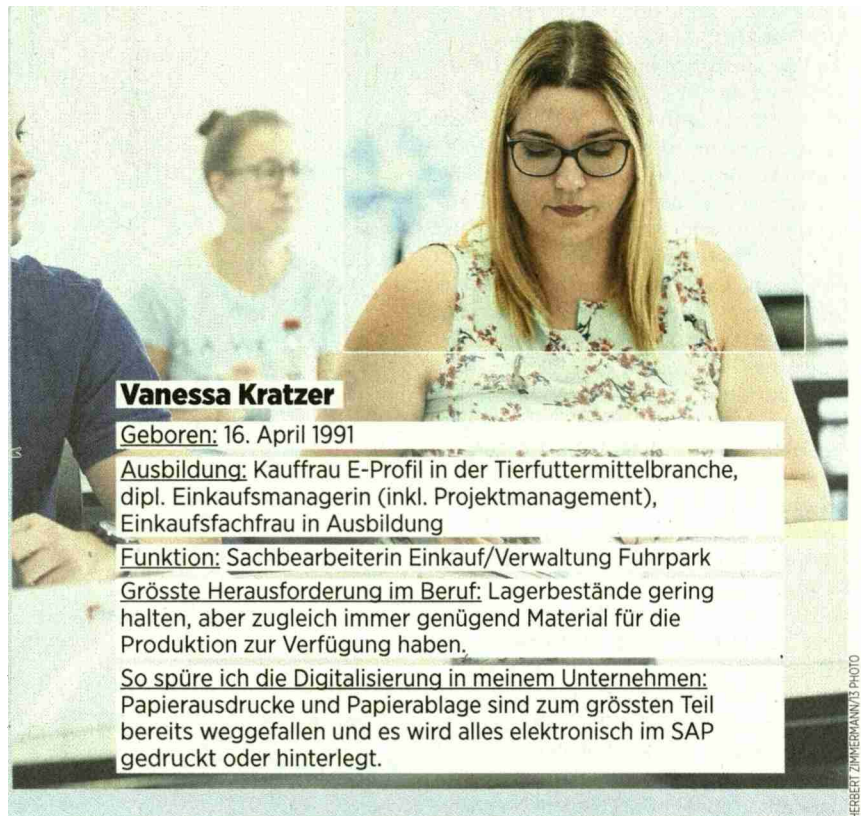 Vanessa Kratzer
Geboren: 16. April 1991
Ausbildung: Kauffrau E-Profil in der Tierfuttermittelbranche,
dipl. Einkaufsmanagerin (inkl. Projektmanagement),
Einkaufsfachfrau in Ausbildung
Funktion: Sachbearbeiterin Einkauf/Verwaltung Fuhrpark
Grösste Herausforderung im Beruf: Lagerbestände gering
halten, aber zugleich immer genügend Material für die
Produktion zur Verfügung haben.
So spüre ich die Digitalisierung in meinem Unternehmen:
Papierausdrucke und Papierablage sind zum grössten Teil
bereits weggefallen und es wird alles elektronisch im SAP
gedruckt oder hinterlegt.
HERBERT ZIMMERMANN/13 PHOTO